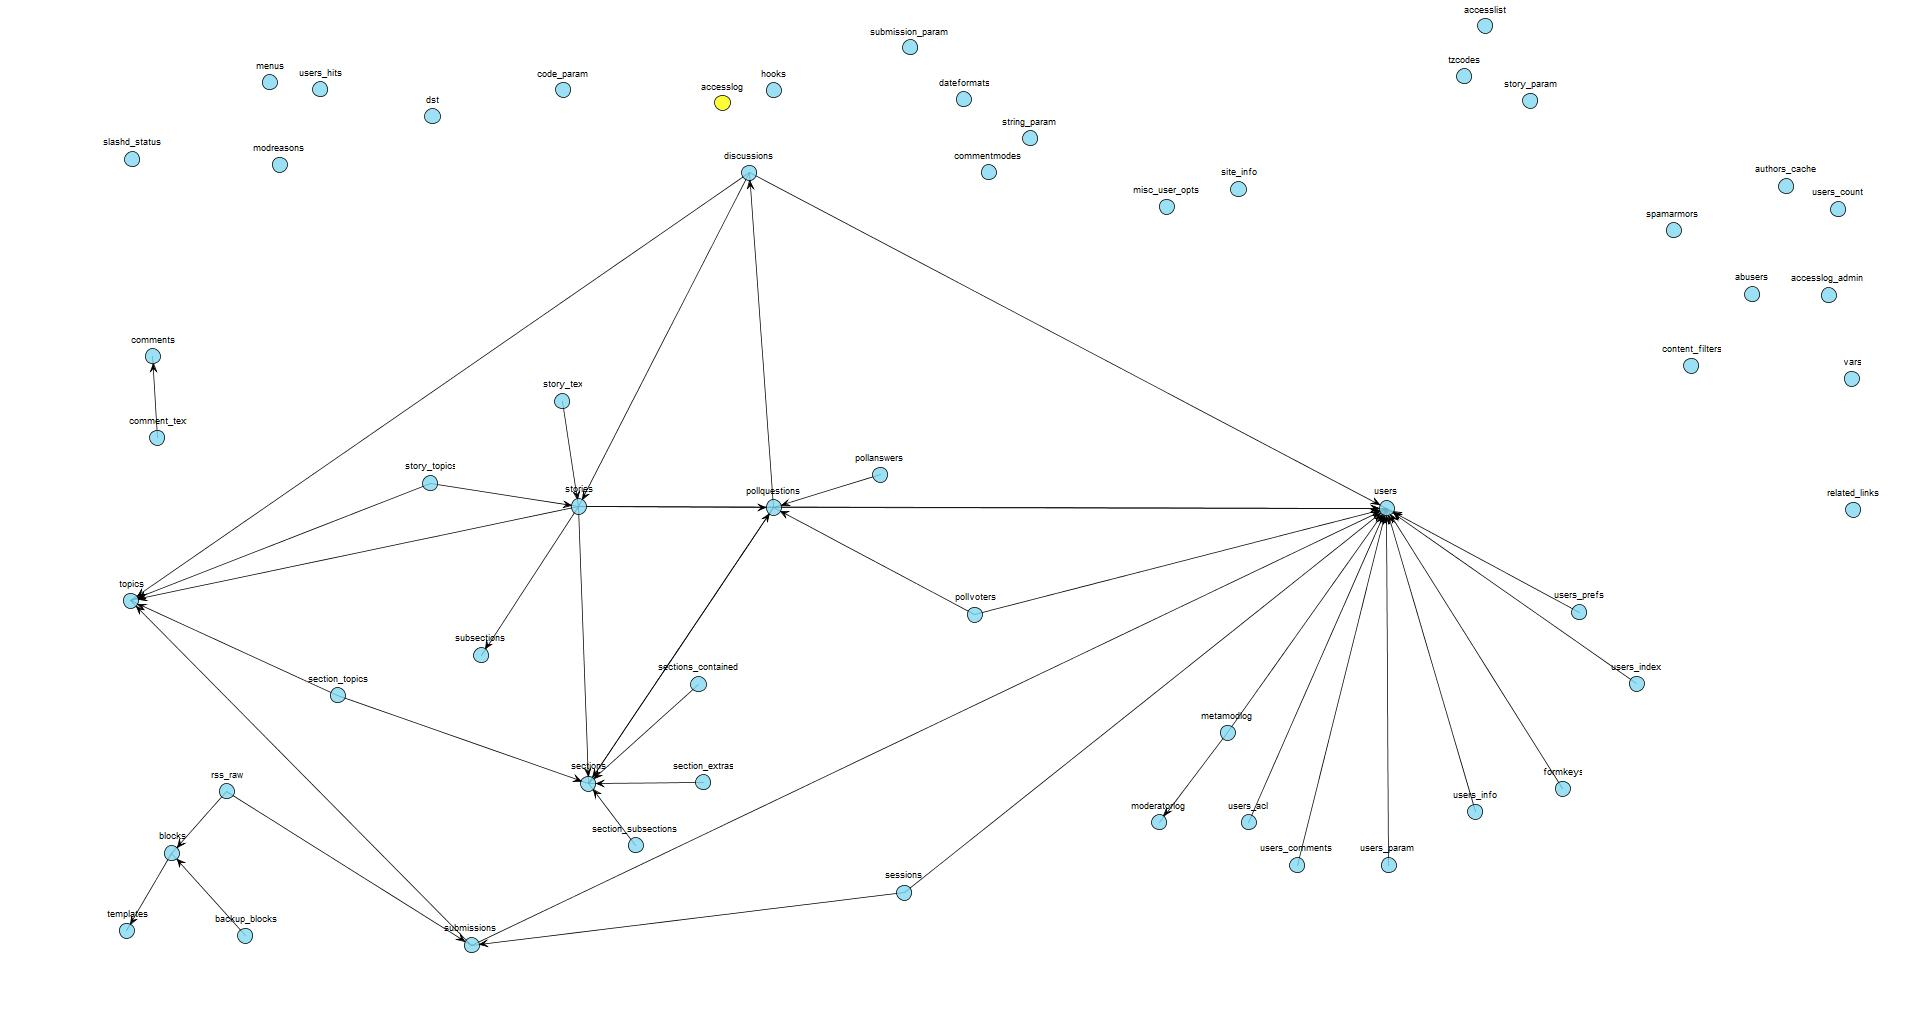 accesslist
submission_param
tzcodes
menus
users_hits
code_param
hooks
accesslog
dateformats
story_param
dst
string_param
slashd_status
modreasons
discussions
commentmodes
authors_cache
site_info
misc_user_opts
users_count
spamarmors
abusers
accesslog_admin
comments
content_filters
vars
story_tex
comment_tex
pollanswers
story_topics
stories
pollquestions
users
related_links
topics
users_prefs
pollvoters
subsections
sections_contained
users_index
section_topics
metamodlog
sections
section_extras
rss_raw
formkeys
users_info
moderatorlog
users_acl
section_subsections
blocks
users_comments
users_param
sessions
templates
backup_blocks
submissions